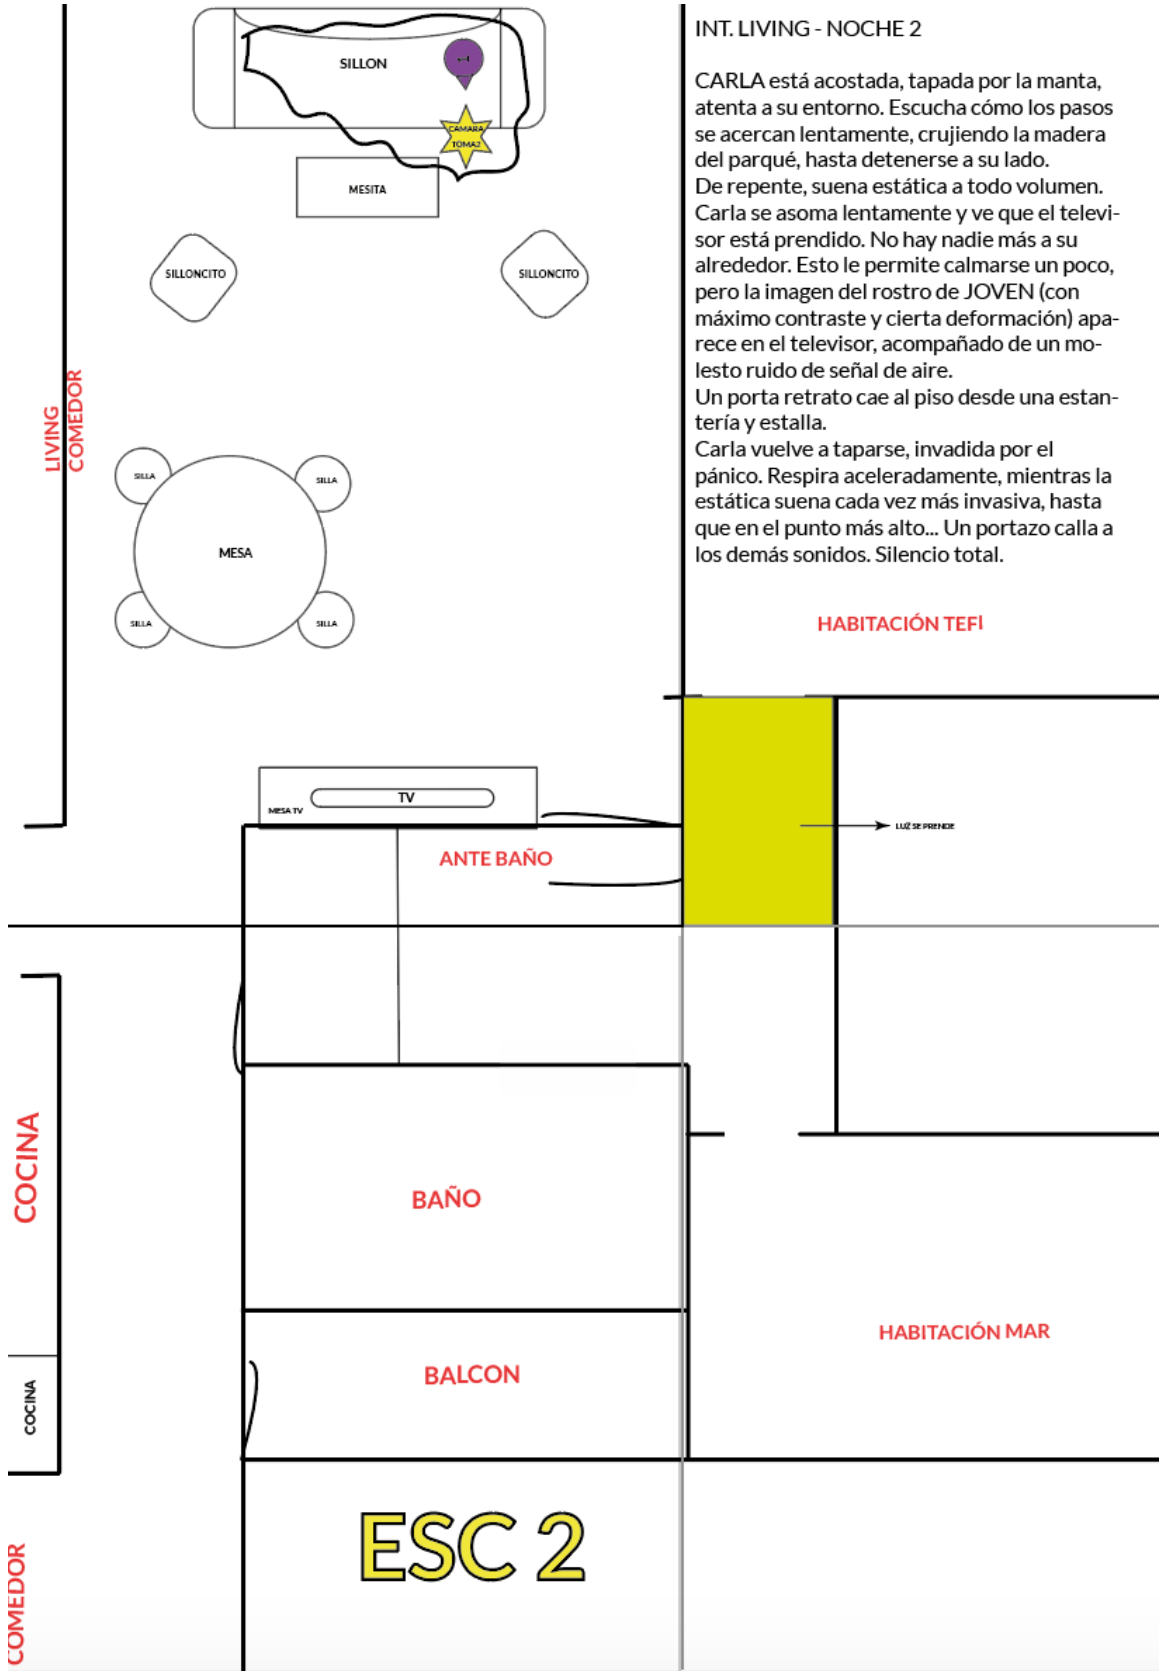 INT. LIVING - NOCHE 2
CARLA está acostada, tapada por la manta,
atenta a su entorno. Escucha cómo los pasos
se acercan lentamente, crujiendo la madera
del parqué, hasta detenerse a su lado.
De repente, suena estática a todo volumen.
Carla se asoma lentamente y ve que el televi-
sor está prendido. No hay nadie más a su
alrededor. Esto le permite calmarse un poco,
pero la imagen del rostro de JOVEN (con
máximo contraste y cierta deformación) apa-
rece en el televisor, acompañado de un mo-
lesto ruido de señal de aire.
Un porta retrato cae al piso desde una estan-
tería y estalla.
Carla vuelve a taparse, invadida por el
pánico. Respira aceleradamente, mientras la
estática suena cada vez más invasiva, hasta
que en el punto más alto... Un portazo calla a
los demás sonidos. Silencio total.
SILLON
CAMARA
TOMA2
MESITA
SILLONCITO
SILLONCITO
LIVING
COMEDOR
SILLA
SILLA
MESA
SILLA
SILLA
HABITACIÓN TEFI
TV
MESA TV
ANTE BAÑO
LUZ SE PRENDE
COCINA
BAÑO
HABITACIÓN MAR
BALCON
COCINA
ESC 2
COMEDOR